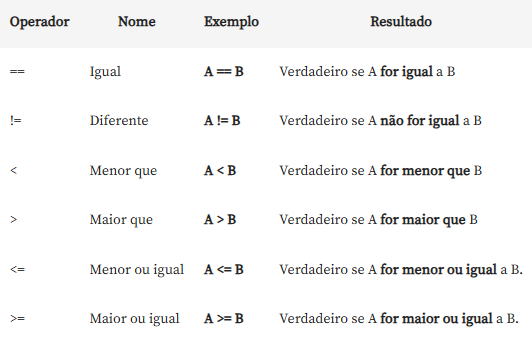 Operador Nome Exemplo Resultado
== Igual A == B Verdadeiro se A for igual a B
!= Diferente A != B Verdadeiro se A não for igual a B
< Menor que A < B Verdadeiro se A for menor que B
> Maior que A > B Verdadeiro se A for maior que B
<= Menor ou igual A <= B Verdadeiro se A for menor ou igual a B.
>= Maior ou igual A >= B Verdadeiro se A for maior ou igual a B.